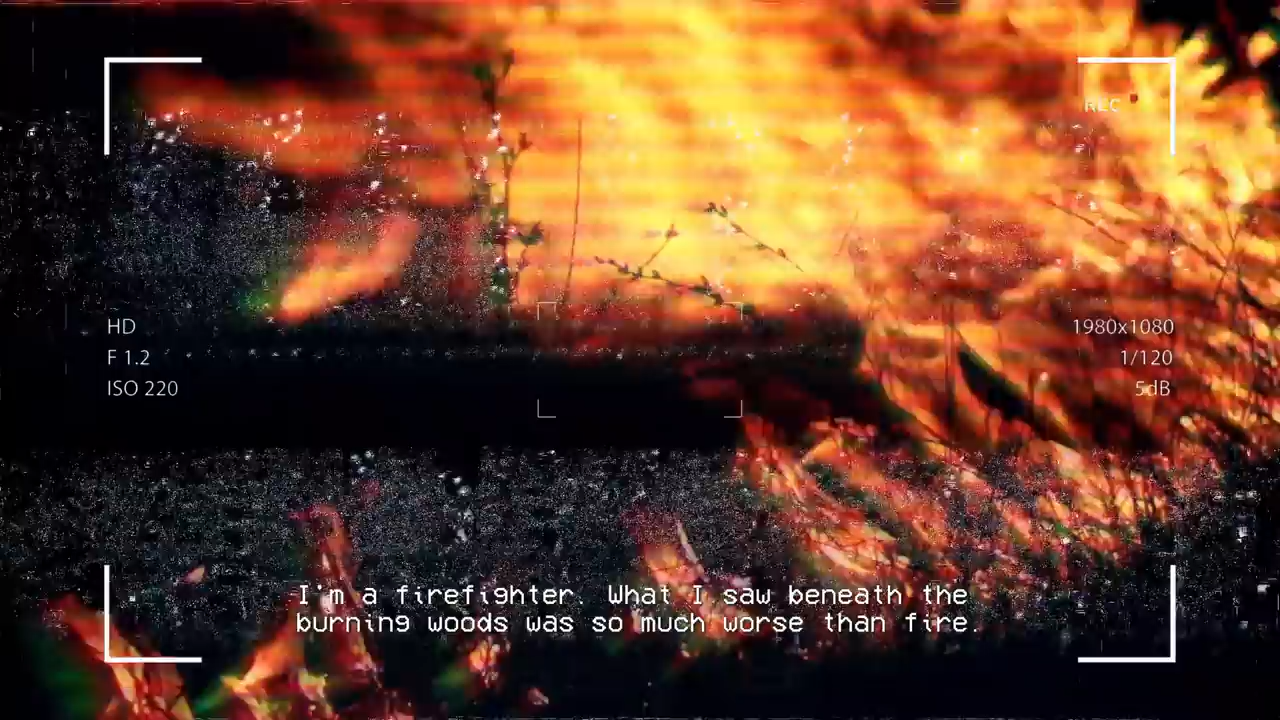 REC
HD
F 1.2
ISO 220
1980x1080
1/120
5dB
I'm a firefighter. What I saw beneath the
burning woods was so much worse than fire.